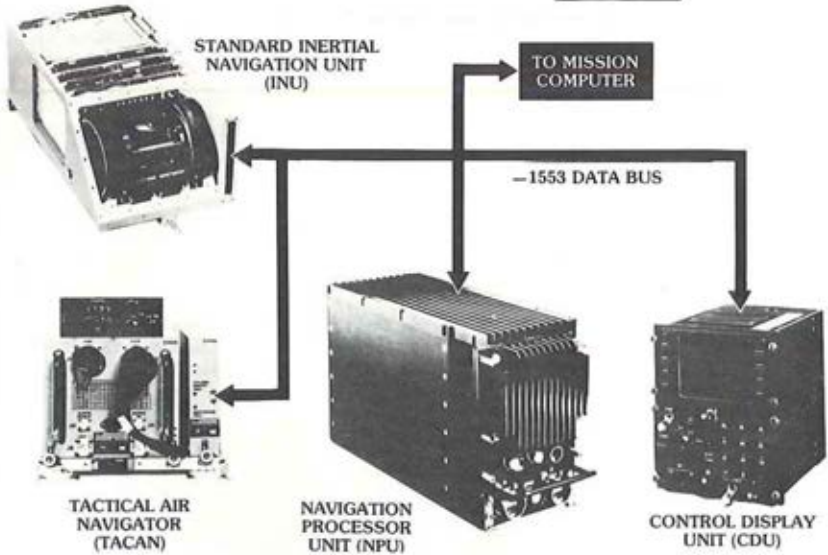 STANDARD INERTIAL
NAVIGATION UNIT
(INU)
TO MISSION
COMPUTER
—1553 DATA BUS
TACTICAL AIR
NAVIGATOR
(TACAN)
NAVIGATION
PROCESSOR
UNIT (NPU)
CONTROL DISPLAY
UNIT (CDU)